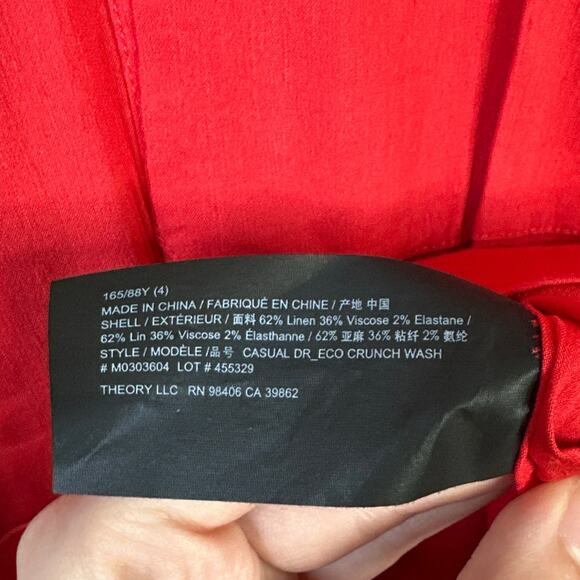 165/88Y (4)
MADE IN CHINA / FABRIQUÉ EN CHINE / 产地 中国
SHELL / EXTÉRIEUR / 面料 62% Linen 36% Viscose 2% Elastane /
62% Lin 36% Viscose 2% Élasthanne / 62% 亚麻 36% 粘纤 2% 氨纶
STYLE / MODÈLE /品号 CASUAL DR_ECO CRUNCH WASH
# M0303604 LOT # 455329
THEORY LLC RN 98406 CA 39862